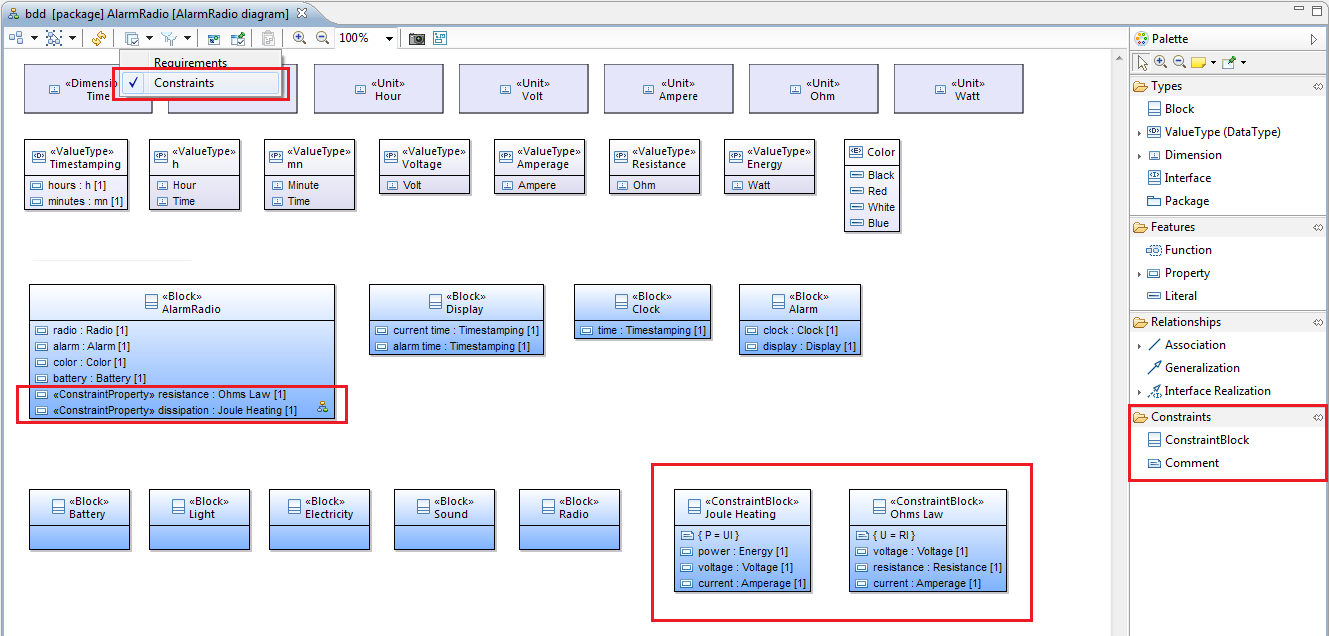 bdd [package] AlarmRadio [AlarmRadio diagram]
100%
Requirements
Constraints
«Dimensio
Time
«Unit»
Hour
«Unit»
Volt
«Unit»
Ampere
«Unit»
Ohm
«Unit»
Watt
«ValueType»
Timestamping
hours : h [1]
minutes : mn [1]
«ValueType»
h
Hour
Time
«ValueType»
mn
Minute
Time
«ValueType»
Voltage
Volt
«ValueType»
Amperage
Ampere
«ValueType»
Resistance
Ohm
«ValueType»
Energy
Watt
Color
Black
Red
White
Blue
«Block»
AlarmRadio
radio : Radio [1]
alarm : Alarm [1]
color : Color [1]
battery : Battery [1]
«ConstraintProperty» resistance : Ohms Law [1]
«ConstraintProperty» dissipation : Joule Heating [1]
«Block»
Display
current time : Timestamping [1]
alarm time : Timestamping [1]
«Block»
Clock
time : Timestamping [1]
«Block»
Alarm
clock : Clock [1]
display : Display [1]
«Block»
Battery
«Block»
Light
«Block»
Electricity
«Block»
Sound
«Block»
Radio
«ConstraintBlock»
Joule Heating
{ P = UI }
power : Energy [1]
voltage : Voltage [1]
current : Amperage [1]
«ConstraintBlock»
Ohms Law
{ U = RI }
voltage : Voltage [1]
resistance : Resistance [1]
current : Amperage [1]
Palette
Types
Block
ValueType (DataType)
Dimension
Interface
Package
Features
Function
Property
Literal
Relationships
Association
Generalization
Interface Realization
Constraints
ConstraintBlock
Comment